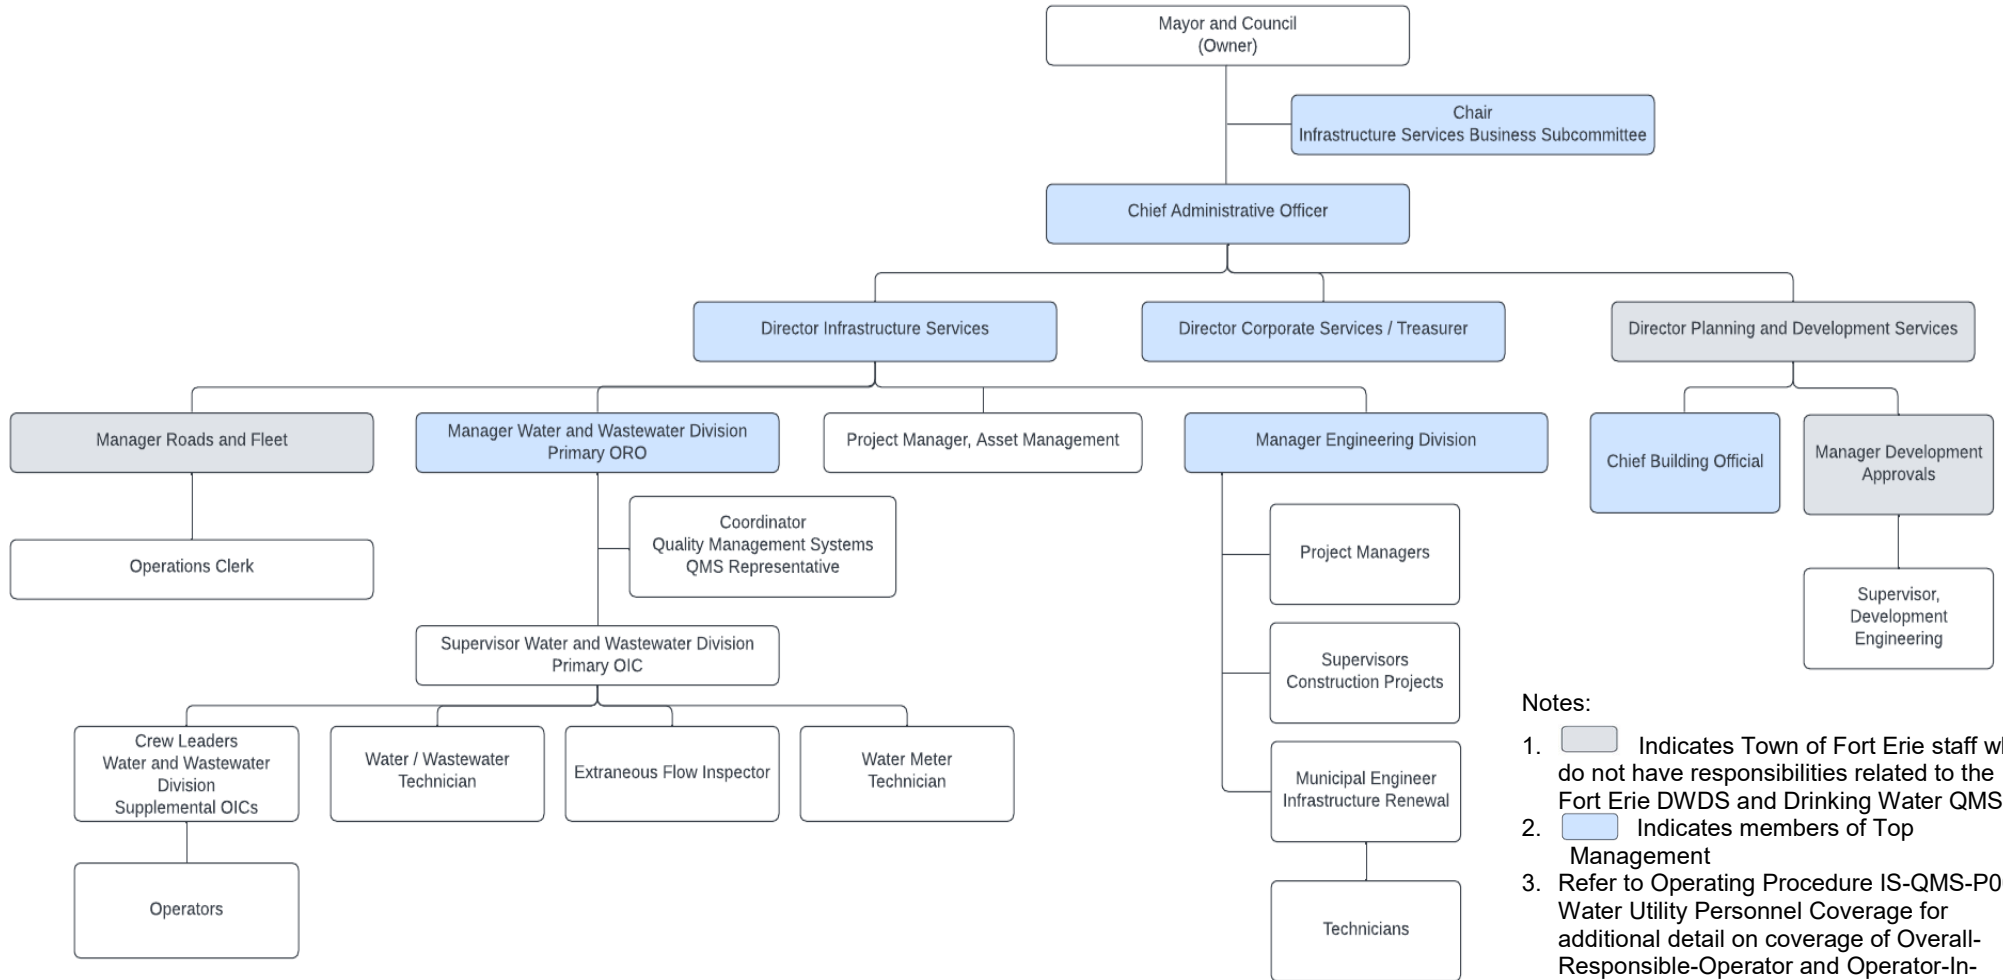 Mayor and Council
(Owner)
Chair
Infrastructure Services Business Subcommittee
Chief Administrative Officer
Director Infrastructure Services
Director Corporate Services / Treasurer
Director Planning and Development Services
Manager Roads and Fleet
Manager Water and Wastewater Division
Primary ORO
Project Manager, Asset Management
Manager Engineering Division
Chief Building Official
Manager Development
Approvals
Operations Clerk
Coordinator
Quality Management Systems
QMS Representative
Project Managers
Supervisor,
Development
Engineering
Supervisor Water and Wastewater Division
Primary OIC
Supervisors
Construction Projects
Crew Leaders
Water and Wastewater
Division
Supplemental OICs
Water / Wastewater
Technician
Extraneous Flow Inspector
Water Meter
Technician
Municipal Engineer
Infrastructure Renewal
Operators
Technicians
Notes:
1. Indicates Town of Fort Erie staff
do not have responsibilities related to the
Fort Erie DWDS and Drinking Water QMS
2. Indicates members of Top
Management
3. Refer to Operating Procedure
Water Utility Personnel Coverage for
additional detail on coverage of Overall-
Responsible-Operator and Operator-In-